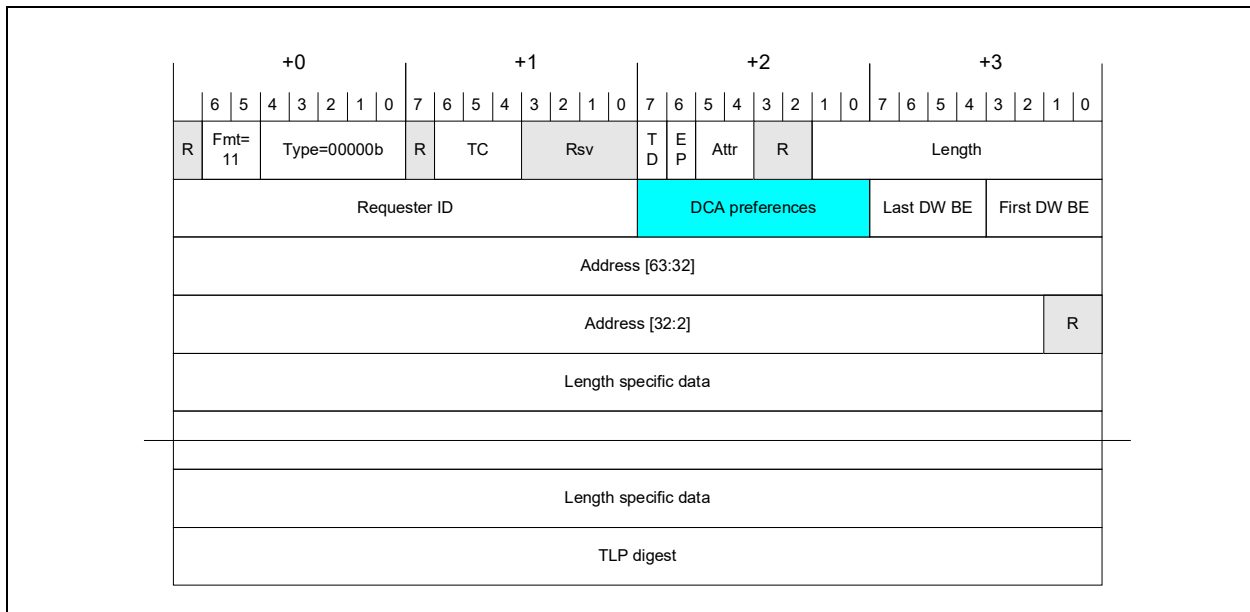 +0 +1 +2 +3
6 5 4 3 2 1 0 7 6 5 4 3 2 1 0 7 6 5 4 3 2 1 0 7 6 5 4 3 2 1 0
R Fmt= 11 Type=00000b R TC Rsv T D E P Attr R Length
Requester ID DCA preferences Last DW BE First DW BE
Address [63:32]
Address [32:2] R
Length specific data
Length specific data
TLP digest